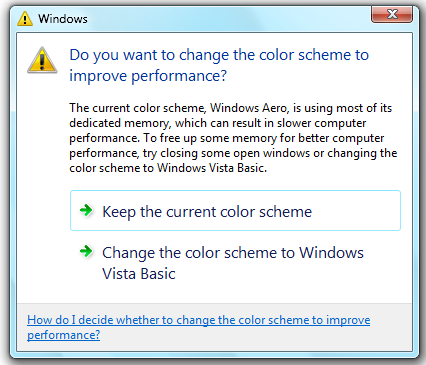 Windows
Do you want to change the color scheme to
improve performance?
The current color scheme, Windows Aero, is using most of its
dedicated memory, which can result in slower computer
performance. To free up some memory for better computer
performance, try closing some open windows or changing the
color scheme to Windows Vista Basic.
Keep the current color scheme
Change the color scheme to Windows
Vista Basic
How do I decide whether to change the color scheme to improve
performance?